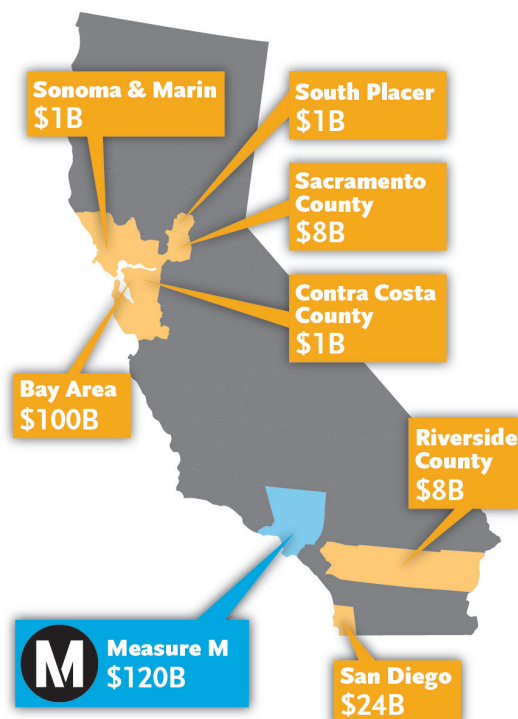 Sonoma & Marin
$1B
South Placer
$1B
Sacramento
County
$8B
Contra Costa
County
$1B
Bay Area
$100B
Riverside
County
$8B
M
Measure M
$120B
San Diego
$24B